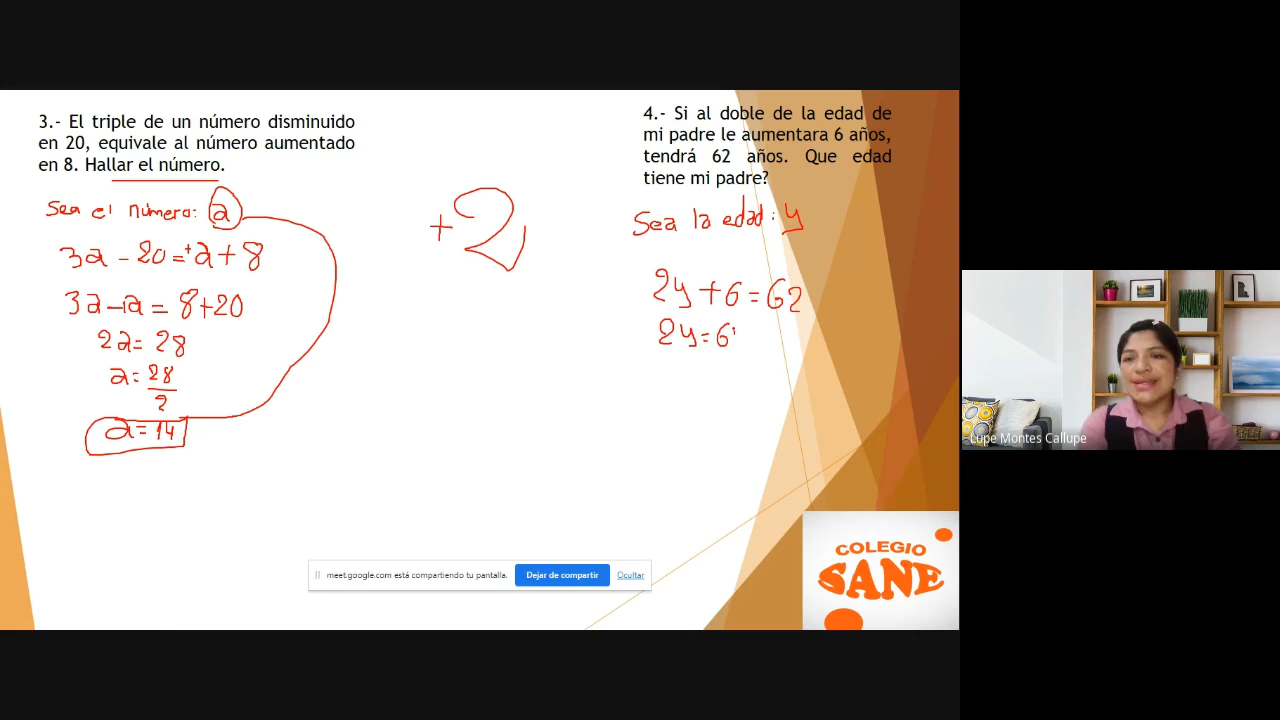 3.- El triple de un número disminuido
en 20, equivale al número aumentado
en 8. Hallar el número.
Sea el número: a
3a - 20 = + a + 8
3a - a = 8 + 20
2a = 28
a = 28
2
a = 14
+ 2
4.- Si al doble de la edad de
mi padre le aumentara 6 años,
tendrá 62 años. Que edad
tiene mi padre?
Sea la edad: y
2y + 6 = 62
2y = 6
Lupe Montes Callupe
meet.google.com está compartiendo tu pantalla.
Dejar de compartir
Ocultar
COLEGIO
SANE